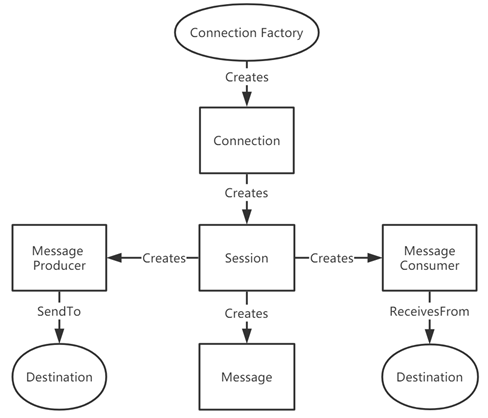 Connection Factory
Creates
Connection
Creates
Message
Producer
Creates
Session
Creates
Message
Consumer
SendTo
Creates
ReceivesFrom
Destination
Message
Destination